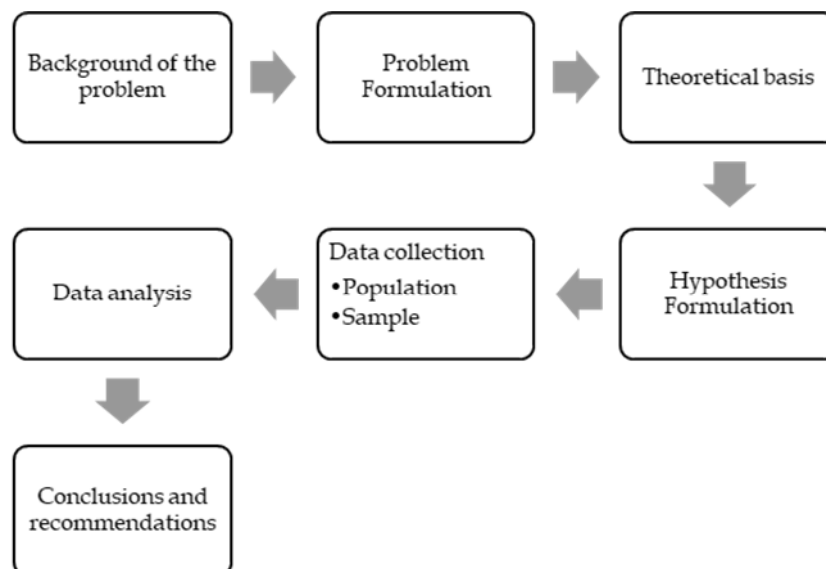 Background of the
problem
Problem
Formulation
Theoretical basis
Hypothesis
Formulation
Data collection
•Population
•Sample
Data analysis
Conclusions and
recommendations